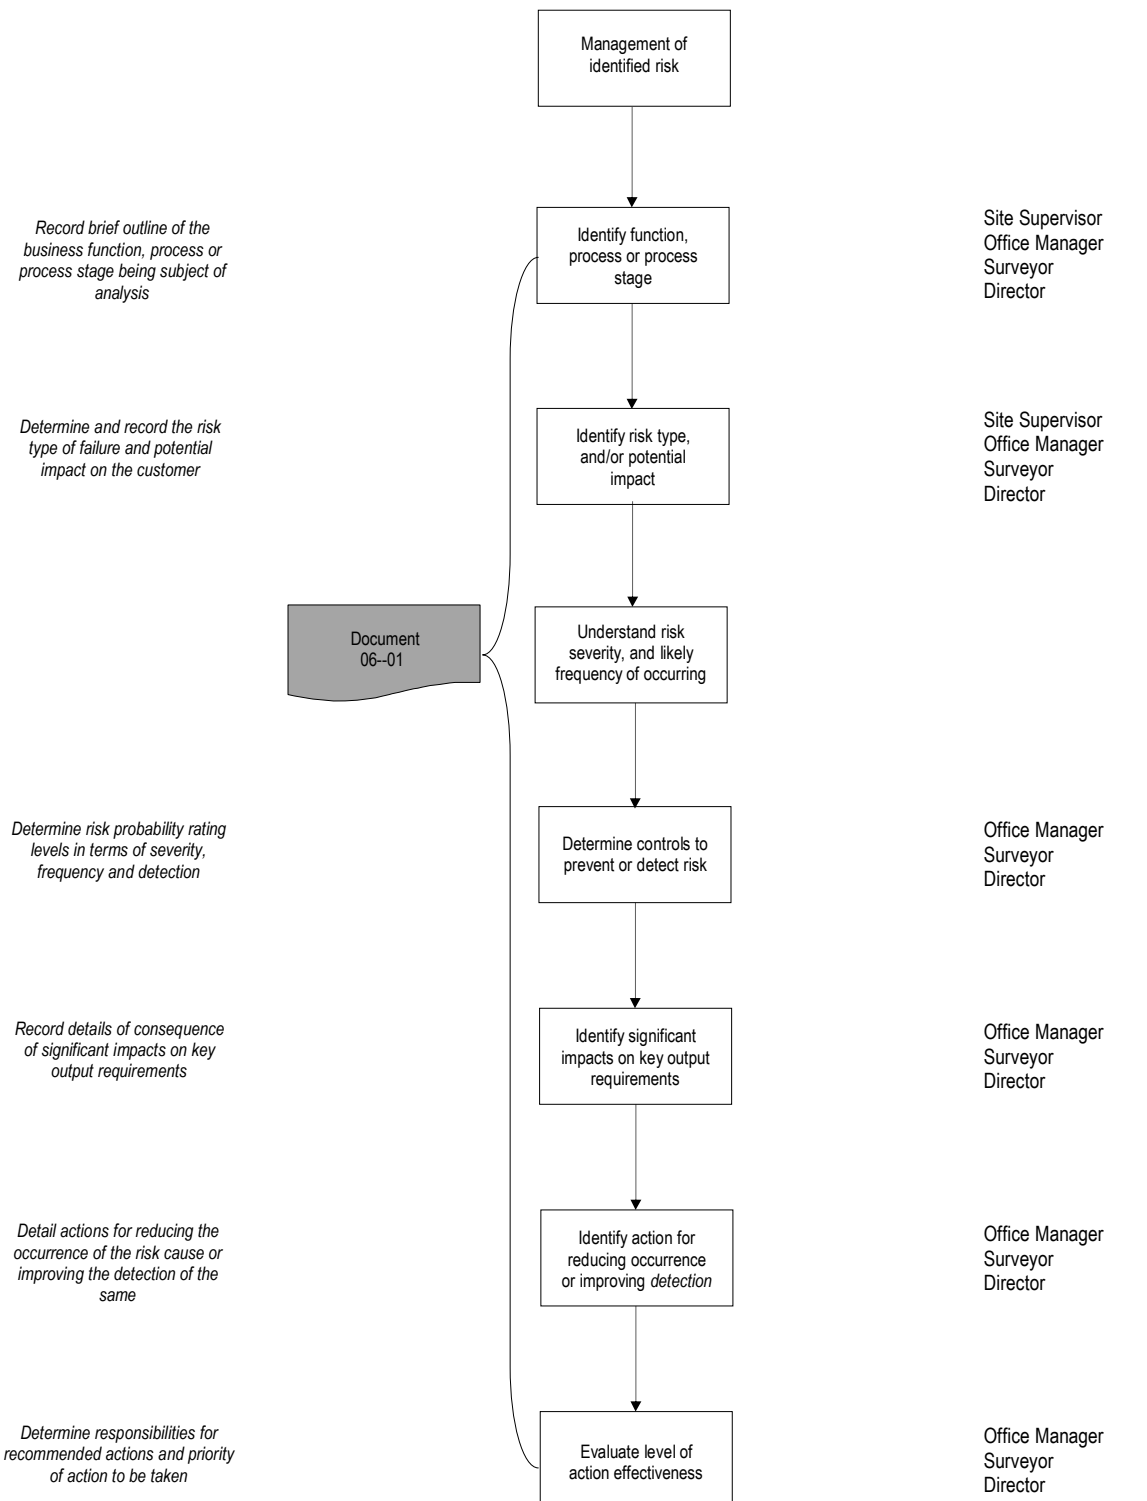 Management of
identified risk
Record brief outline of the
business function, process or
process stage being subject of
analysis
Identify function,
process or process
stage
Site Supervisor
Office Manager
Surveyor
Director
Determine and record the risk
type of failure and potential
impact on the customer
Identify risk type,
and/or potential
impact
Site Supervisor
Office Manager
Surveyor
Director
Document
06--01
Understand risk
severity, and likely
frequency of occurring
Determine risk probability rating
levels in terms of severity,
frequency and detection
Determine controls to
prevent or detect risk
Office Manager
Surveyor
Director
Record details of consequence
of significant impacts on key
output requirements
Identify significant
impacts on key output
requirements
Office Manager
Surveyor
Director
Detail actions for reducing the
occurrence of the risk cause or
improving the detection of the
same
Identify action for
reducing occurrence
or improving detection
Office Manager
Surveyor
Director
Determine responsibilities for
recommended actions and priority
of action to be taken
Evaluate level of
action effectiveness
Office Manager
Surveyor
Director